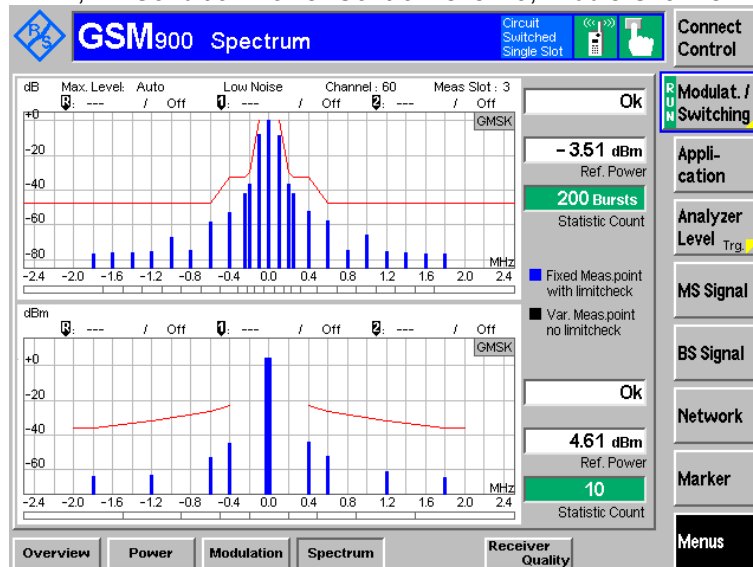 R&S
GSM900 Spectrum
Circuit
Switched
Single Slot
Connect
Control
dB Max. Level: Auto Low Noise Channel : 60 Meas Slot : 3
R: --- / Off 1: --- / Off 2: --- / Off
GMSK
+0
-20
-40
-60
-80
MHz
-2.4 -2.0 -1.6 -1.2 -0.8 -0.4 0.0 0.4 0.8 1.2 1.6 2.0 2.4
Ok
-3.51 dBm
Ref. Power
200 Bursts
Statistic Count
Fixed Meas.point
with limitcheck
Var. Meas.point
no limitcheck
dBm
R: --- / Off 1: --- / Off 2: --- / Off
GMSK
+0
-20
-40
-60
MHz
-2.4 -2.0 -1.6 -1.2 -0.8 -0.4 0.0 0.4 0.8 1.2 1.6 2.0 2.4
Ok
4.61 dBm
Ref. Power
10
Statistic Count
RUN
Modulat. /
Switching
Appli-
cation
Analyzer
Level Trg.
MS Signal
BS Signal
Network
Marker
Menus
Overview Power Modulation Spectrum Receiver
Quality